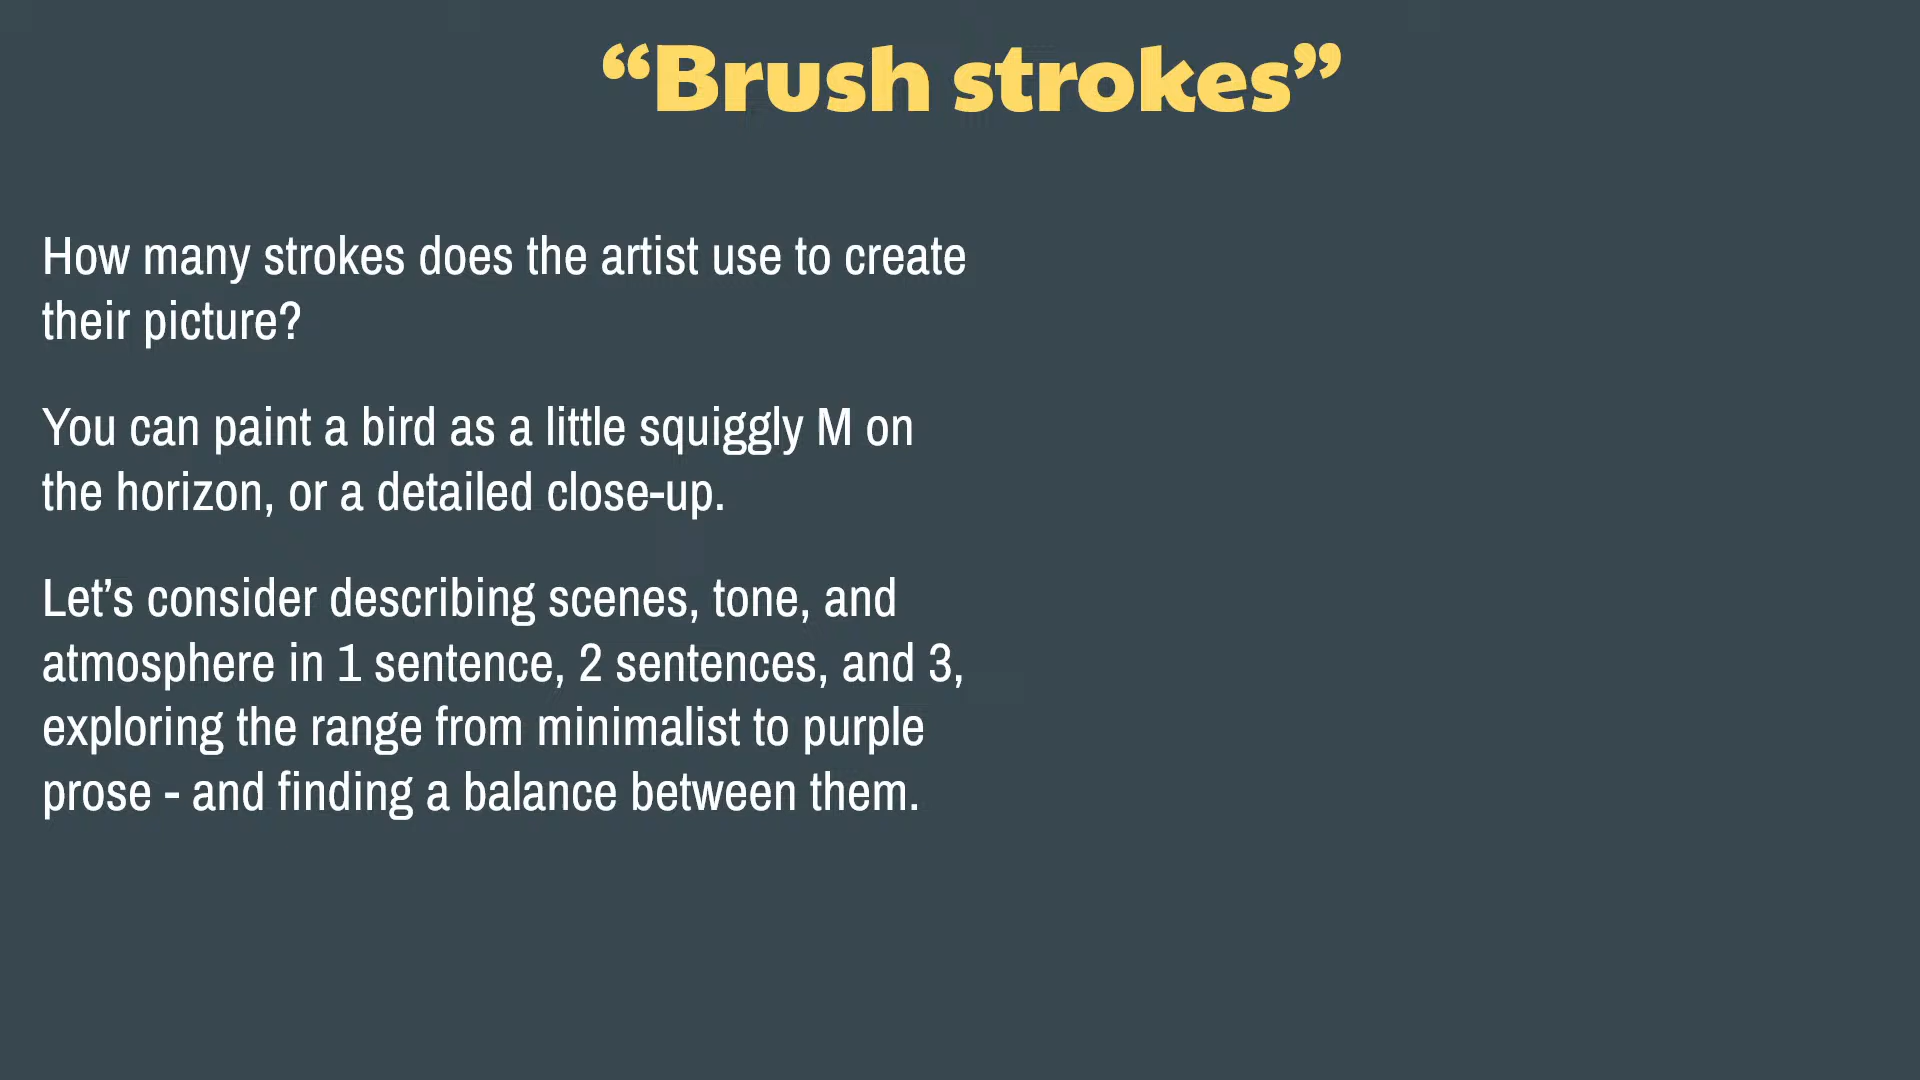 “Brush strokes”
How many strokes does the artist use to create
their picture?
You can paint a bird as a little squiggly M on
the horizon, or a detailed close-up.
Let’s consider describing scenes, tone, and
atmosphere in 1 sentence, 2 sentences, and 3,
exploring the range from minimalist to purple
prose - and finding a balance between them.